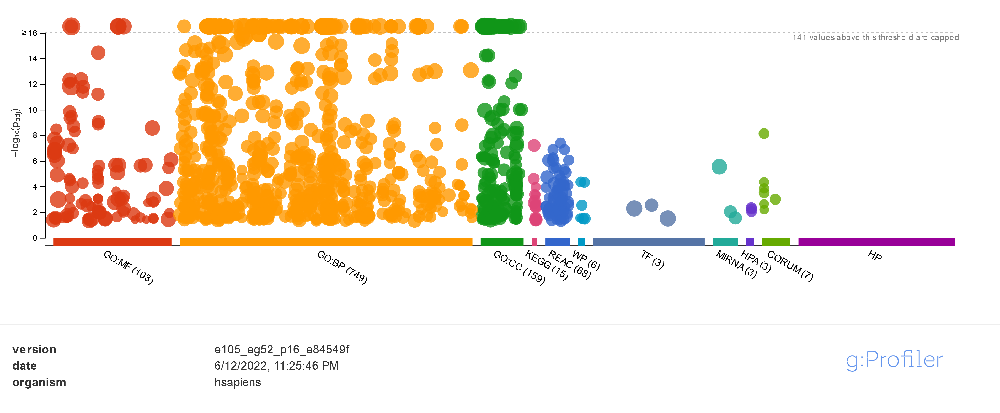 ≥ 16
141 values above this threshold are capped
14
12
10
8
6
4
2
0
−log₁₀(p_adj)
GO:MF (103)
GO:BP (749)
GO:CC (159)
KEGG (15)
REAC (68)
WP (6)
TF (3)
MIRNA (3)
HPA (3)
CORUM (7)
HP
version e105_eg52_p16_e84549f
date 6/12/2022, 11:25:46 PM
organism hsapiens
g:Profiler